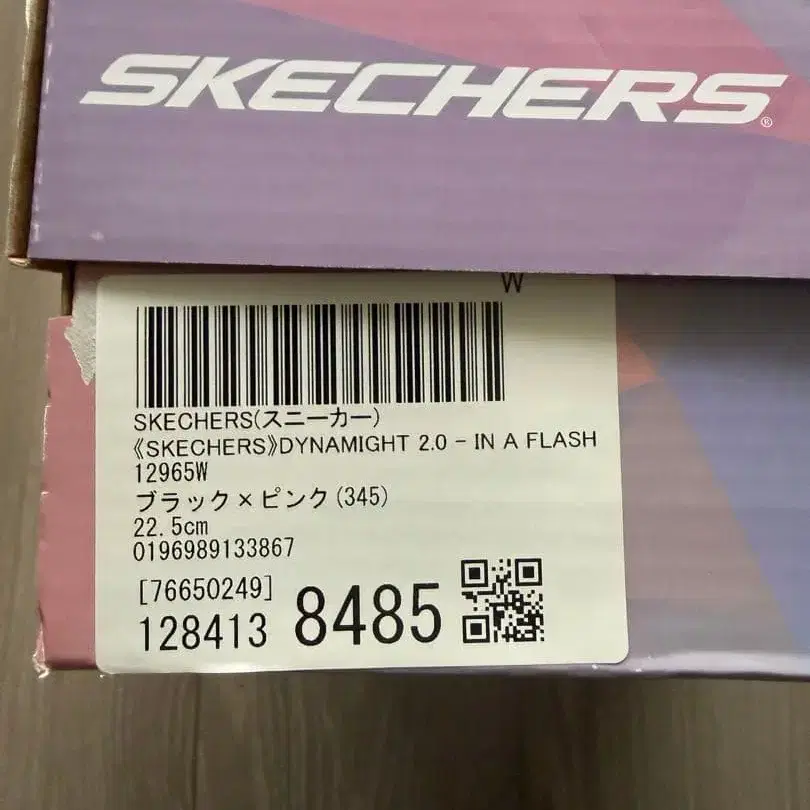 SKECHERS®
W
SKECHERS(スニーカー)
《SKECHERS》DYNAMIGHT 2.0 - IN A FLASH
12965W
ブラック×ピンク(345)
22.5cm
0196989133867
[76650249]
128413 8485